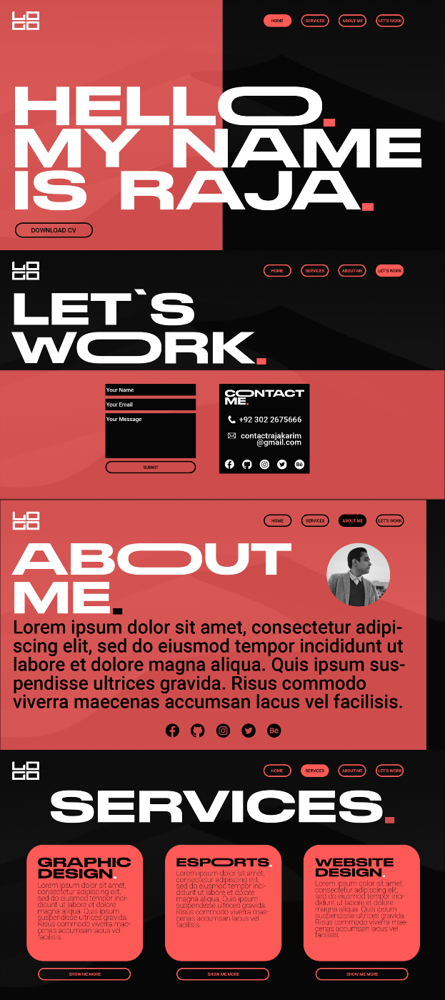 LOGO
HOME
SERVICES
ABOUT ME
LET'S WORK
HELLO.
MY NAME
IS RAJA.
DOWNLOAD CV
LOGO
HOME
SERVICES
ABOUT ME
LET'S WORK
LET`S
WORK.
Your Name
Your Email
Your Message
SUBMIT
CONTACT
ME.
+92 302 2675666
contactrajakarim
@gmail.com
LOGO
HOME
SERVICES
ABOUT ME
LET'S WORK
ABOUT
ME.
Lorem ipsum dolor sit amet, consectetur adipi-
scing elit, sed do eiusmod tempor incididunt ut
labore et dolore magna aliqua. Quis ipsum sus-
pendisse ultrices gravida. Risus commodo
viverra maecenas accumsan lacus vel facilisis.
Bē
LOGO
HOME
SERVICES
ABOUT ME
LET'S WORK
SERVICES.
GRAPHIC
DESIGN.
Lorem ipsum dolor sit amet,
consectetur adipiscing elit,
sed do eiusmod tempor inci-
didunt ut labore et dolore
magna aliqua. Quis ipsum
suspendisse ultrices gravida.
Risus commodo viverra mae-
cenas accumsan lacus vel
facilisis.
SHOW ME MORE
ESPORTS.
Lorem ipsum dolor sit amet,
consectetur adipiscing elit,
sed do eiusmod tempor inci-
didunt ut labore et dolore
magna aliqua. Quis ipsum
suspendisse ultrices gravida.
Risus commodo viverra mae-
cenas accumsan lacus vel
facilisis.
SHOW ME MORE
WEBSITE
DESIGN.
Lorem ipsum dolor sit amet,
consectetur adipiscing elit,
sed do eiusmod tempor inci-
didunt ut labore et dolore
magna aliqua. Quis ipsum
suspendisse ultrices gravida.
Risus commodo viverra mae-
cenas accumsan lacus vel
facilisis.
SHOW ME MORE